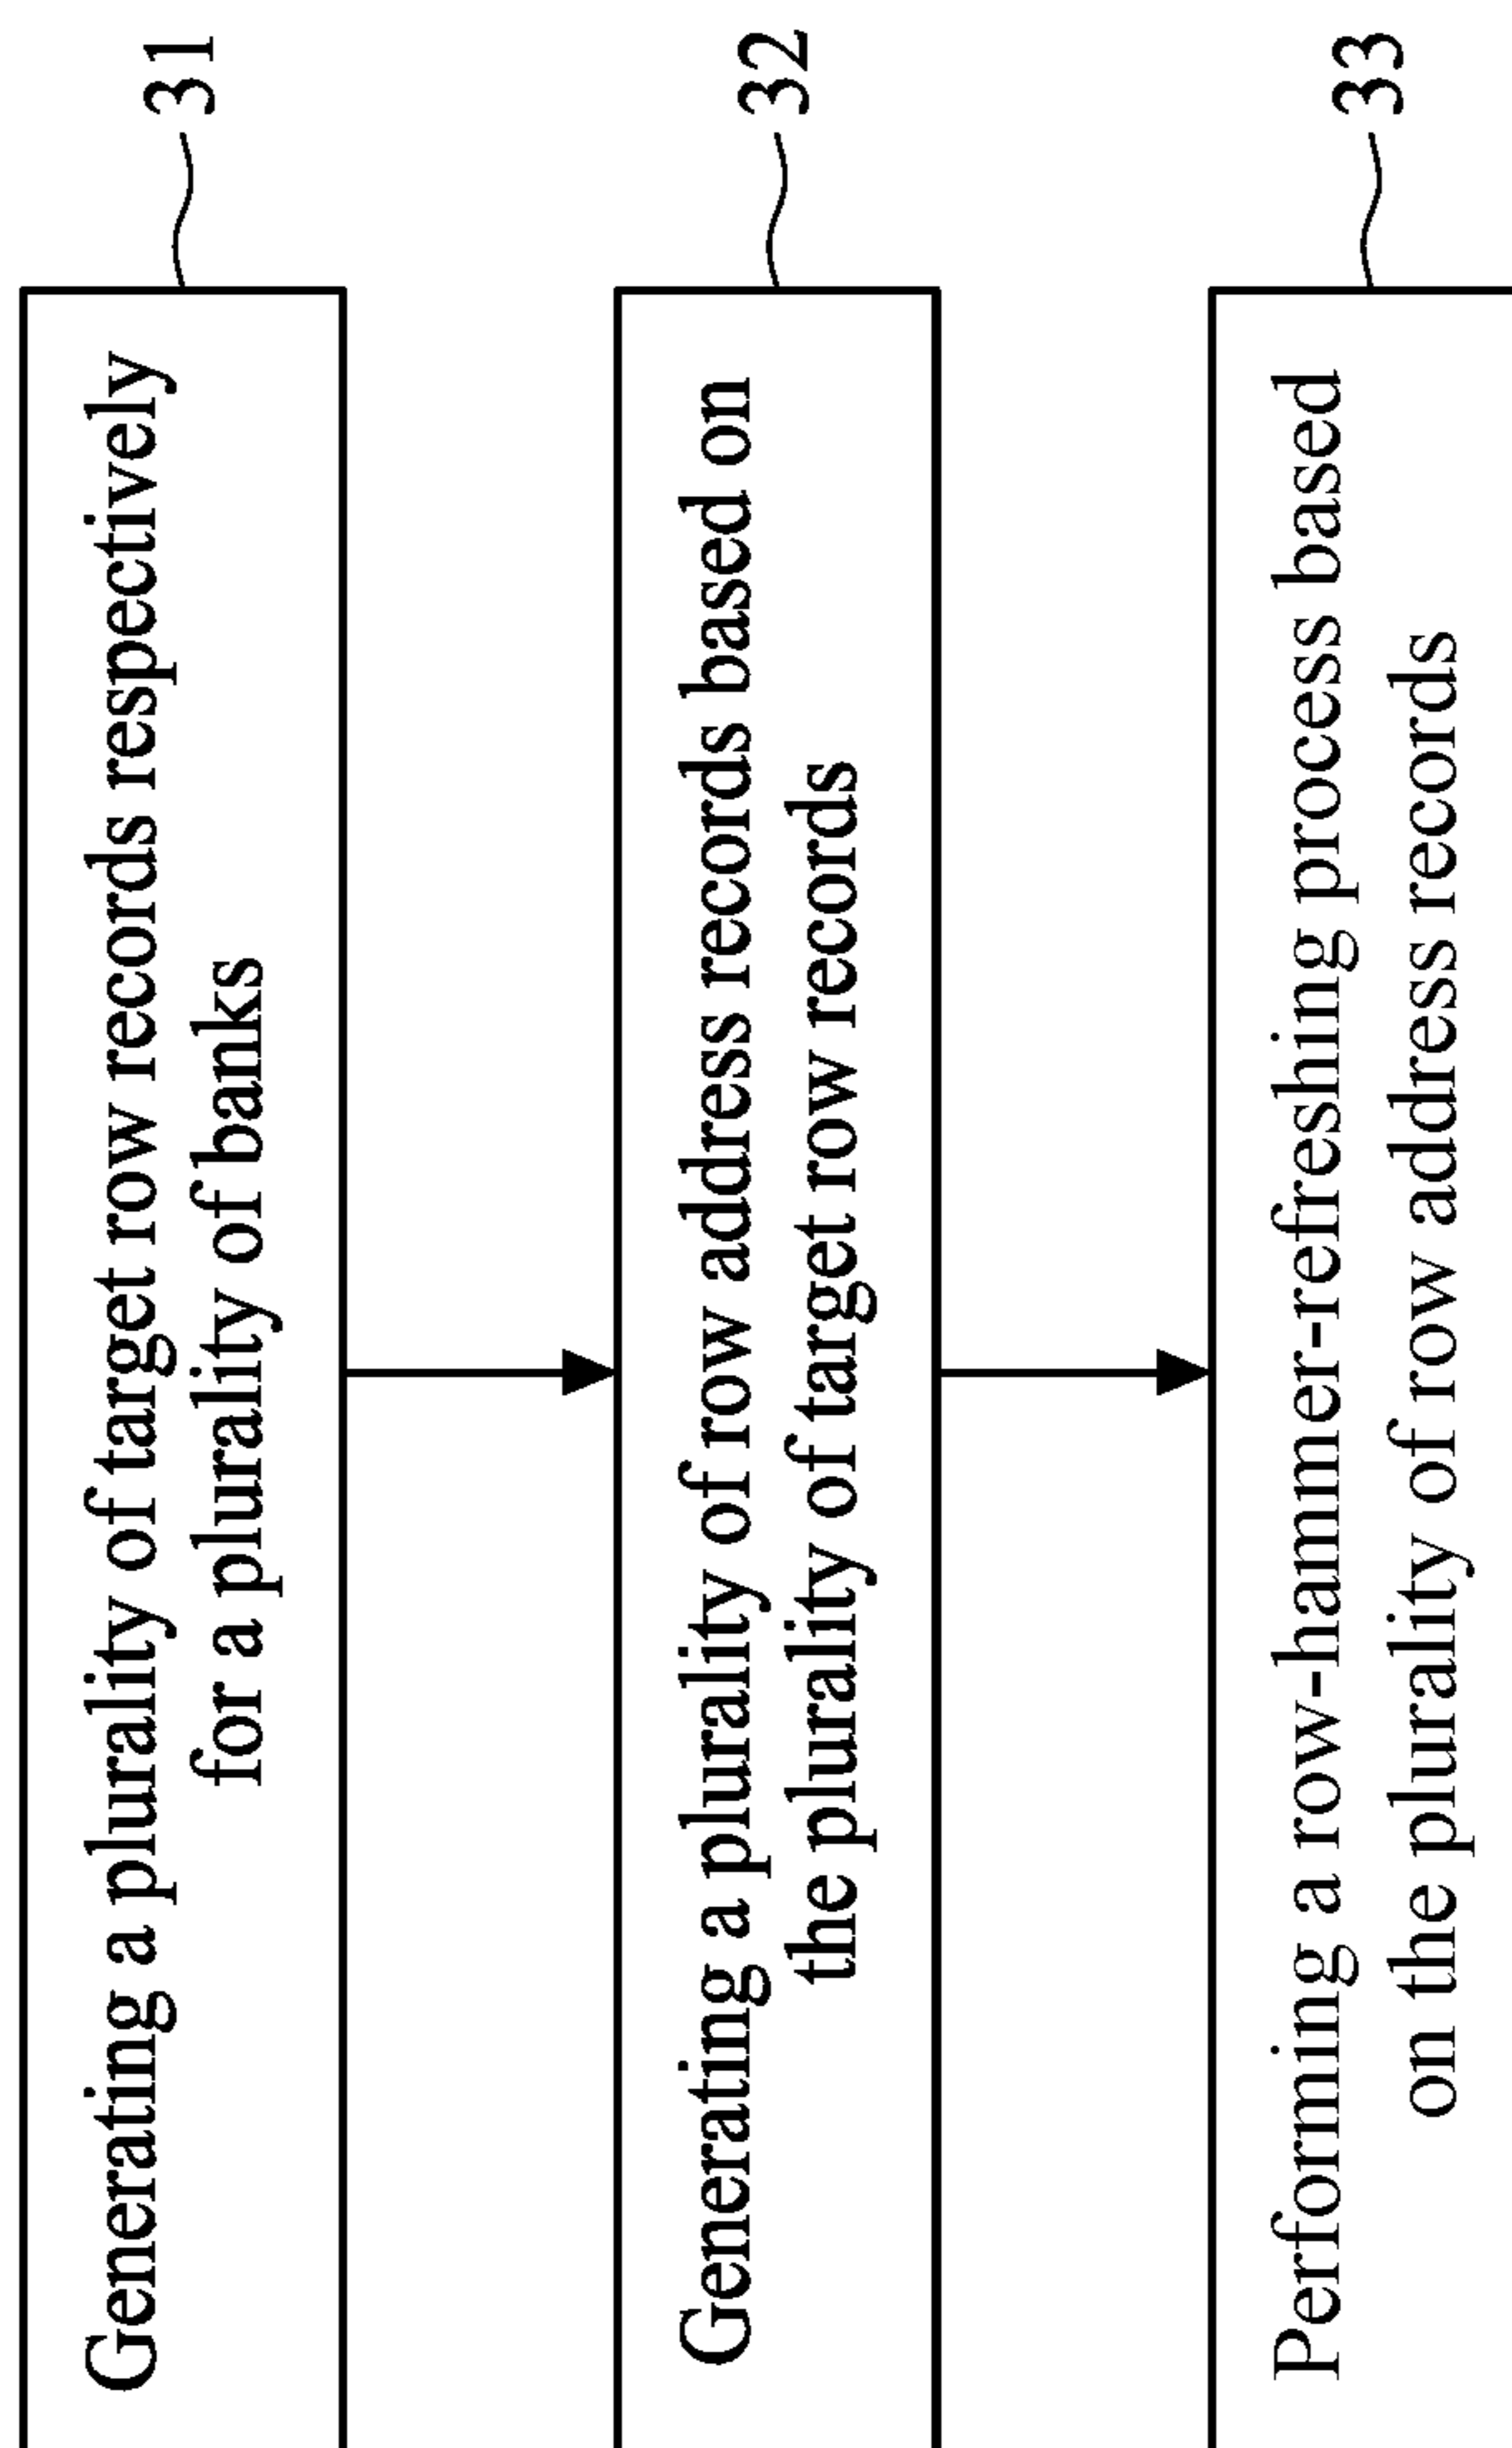 Generating a plurality of target row records respectively
for a plurality of banks
31
Generating a plurality of row address records based on
the plurality of target row records
32
Performing a row-hammer-refreshing process based
on the plurality of row address records
33